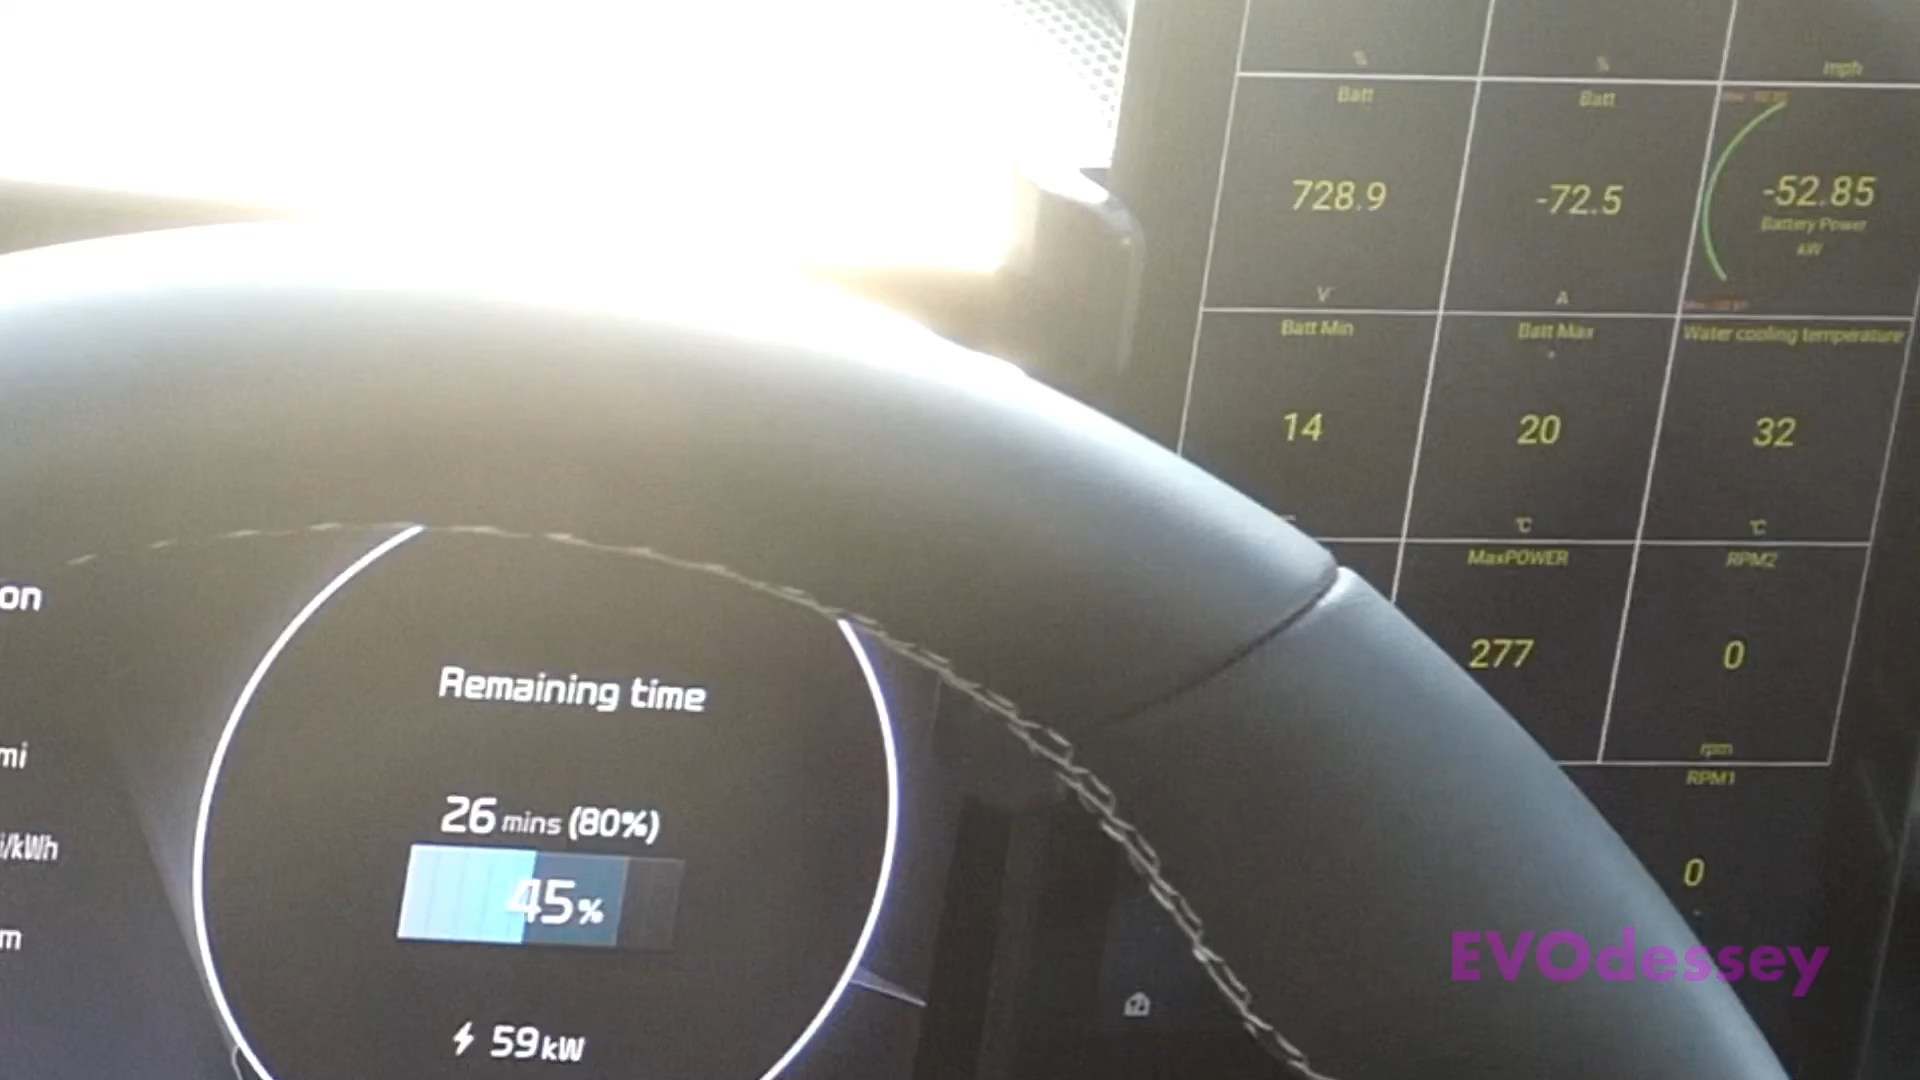 on
mi
i/kWh
m
Remaining time
26 mins (80%)
45%
59kW
% % mph
Batt Batt
728.9 -72.5 -52.85
Battery Power
kW
V A
Batt Min Batt Max Water cooling temperature
14 20 32
℃ ℃
MaxPOWER RPM2
277 0
rpm
RPM1
0
EVOdessey